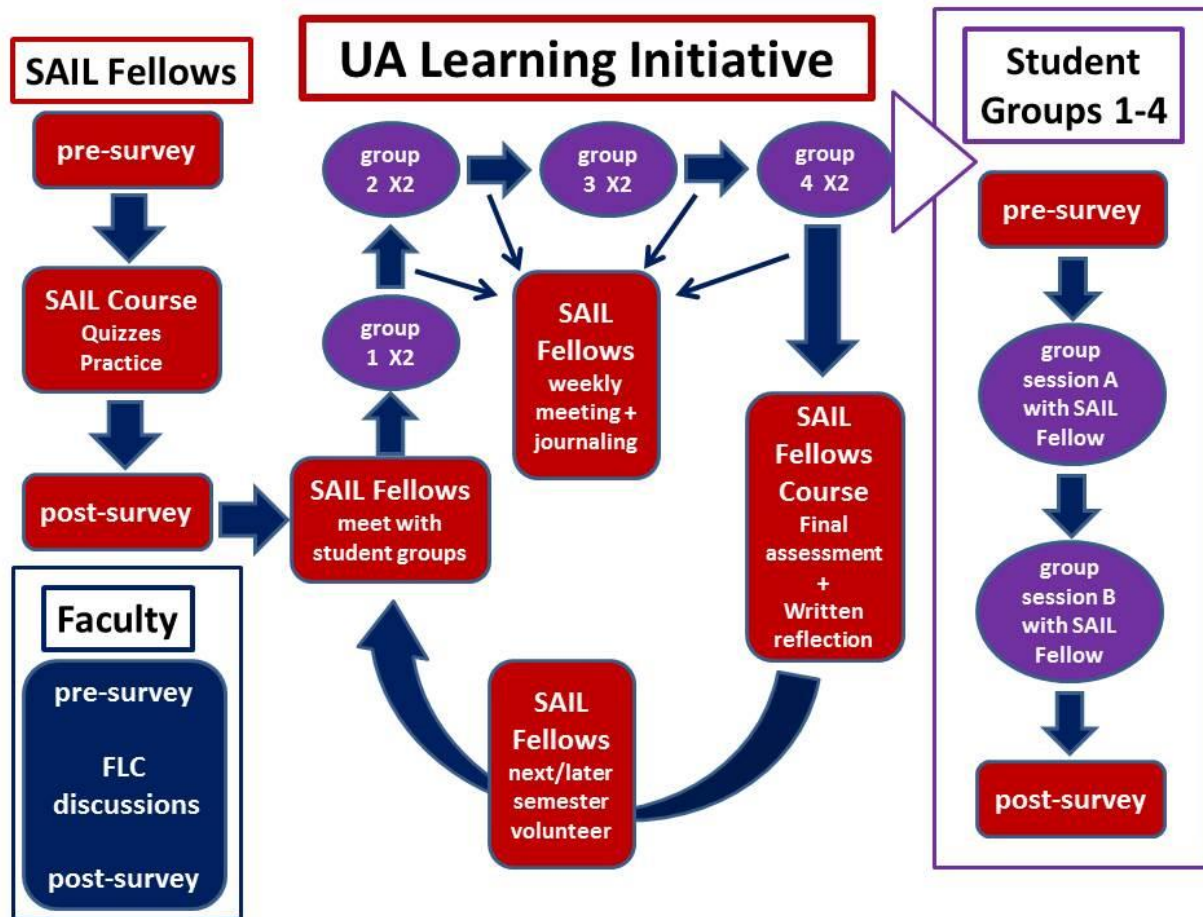 SAIL Fellows
pre-survey
SAIL Course
Quizzes
Practice
post-survey
Faculty
pre-survey
FLC
discussions
post-survey
UA Learning Initiative
group
2 X2
group
3 X2
group
4 X2
group
1 X2
SAIL Fellows
meet with
student groups
SAIL
Fellows
weekly
meeting +
journaling
SAIL
Fellows
Course
Final
assessment
+
Written
reflection
SAIL
Fellows
next/later
semester
volunteer
Student
Groups 1-4
pre-survey
group
session A
with SAIL
Fellow
group
session B
with SAIL
Fellow
post-survey